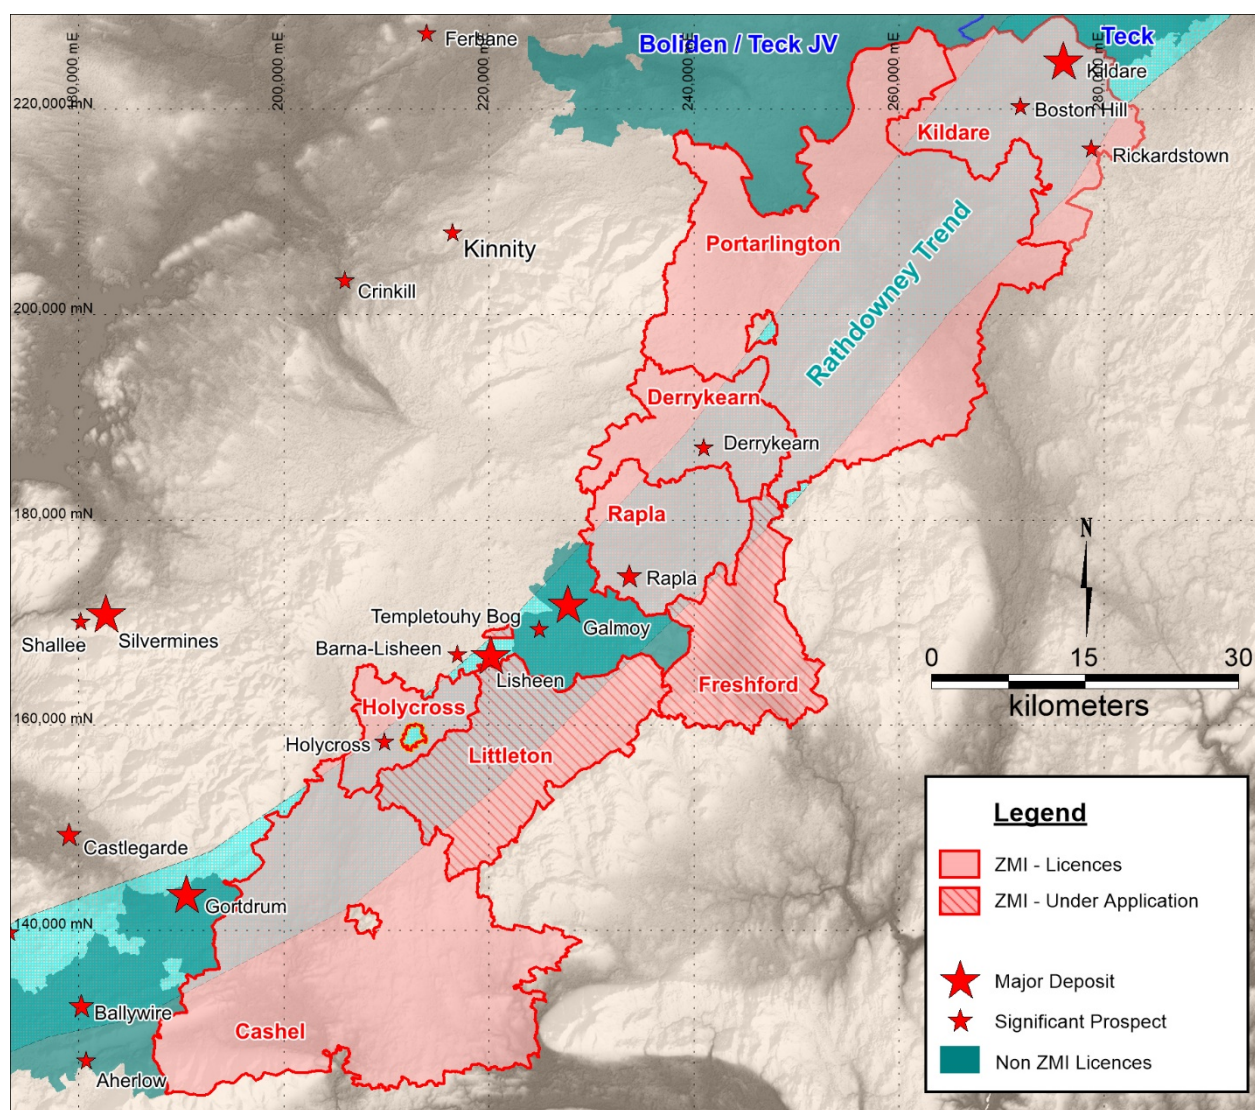 180,000 mE
200,000 mE
220,000 mE
240,000 mE
260,000 mE
280,000 mE
Ferbane
Boliden / Teck JV
Teck
Kildare
220,000 mN
Boston Hill
Kildare
Rickardstown
Kinnity
Portarlington
Crinkill
Rathdowney Trend
200,000 mN
Derrykearn
Derrykearn
Rapla
180,000 mN
N
Rapla
Templetouhy Bog
Galmoy
Shallee
Silvermines
Barna-Lisheen
Lisheen
Freshford
0 15 30
kilometers
Holycross
160,000 mN
Holycross
Littleton
Castlegarde
Gortdrum
140,000 mN
Ballywire
Cashel
Aherlow
Legend
ZMI - Licences
ZMI - Under Application
Major Deposit
Significant Prospect
Non ZMI Licences